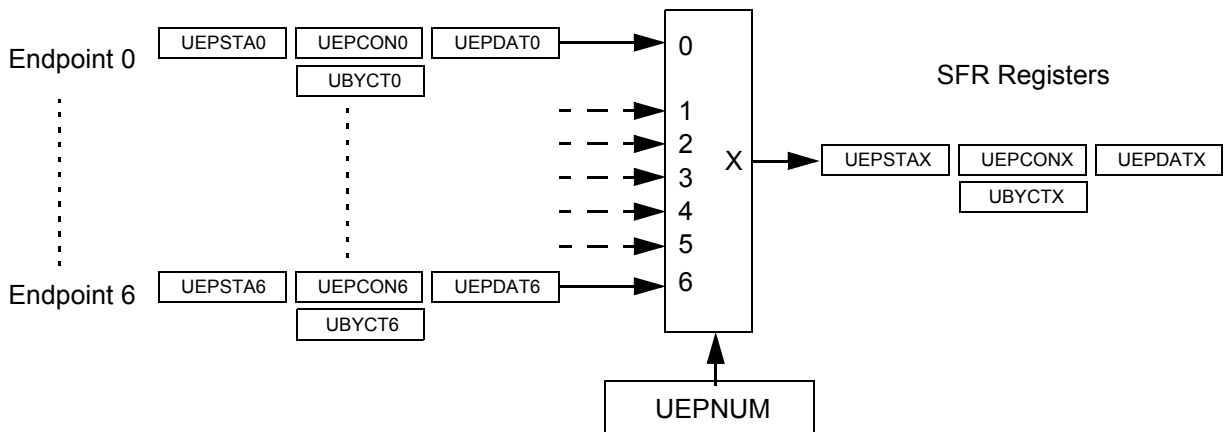 Endpoint 0
UEPSTA0 UEPCON0 UEPDAT0
UBYCT0
0
1
2
3
4
5
6
X
SFR Registers
UEPSTAX UEPCONX UEPDATX
UBYCTX
Endpoint 6
UEPSTA6 UEPCON6 UEPDAT6
UBYCT6
UEPNUM